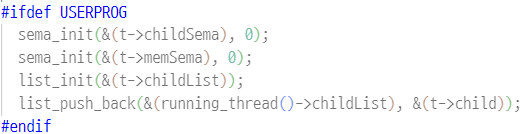 #ifdef USERPROG
sema_init(&(t->childSema), 0);
sema_init(&(t->memSema), 0);
list_init(&(t->childList));
list_push_back(&(running_thread()->childList), &(t->child));
#endif